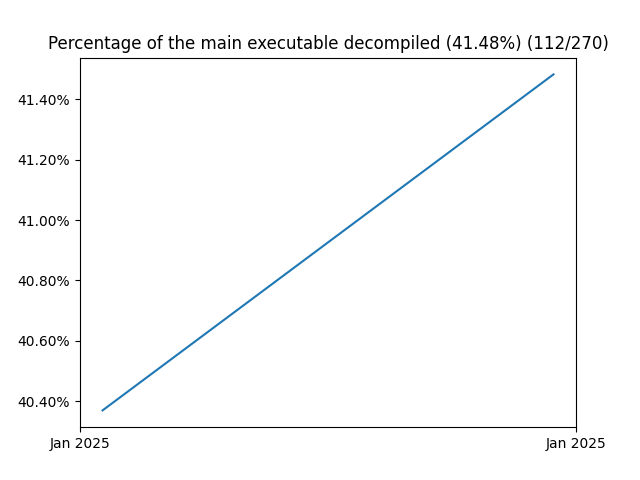 Percentage of the main executable decompiled (41.48%) (112/270)
41.40%
41.20%
41.00%
40.80%
40.60%
40.40%
Jan 2025
Jan 2025